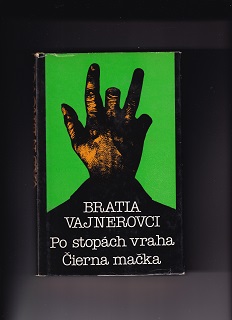 BRATIA
VAJNEROVCI
Po stopách vraha
Čierna mačka